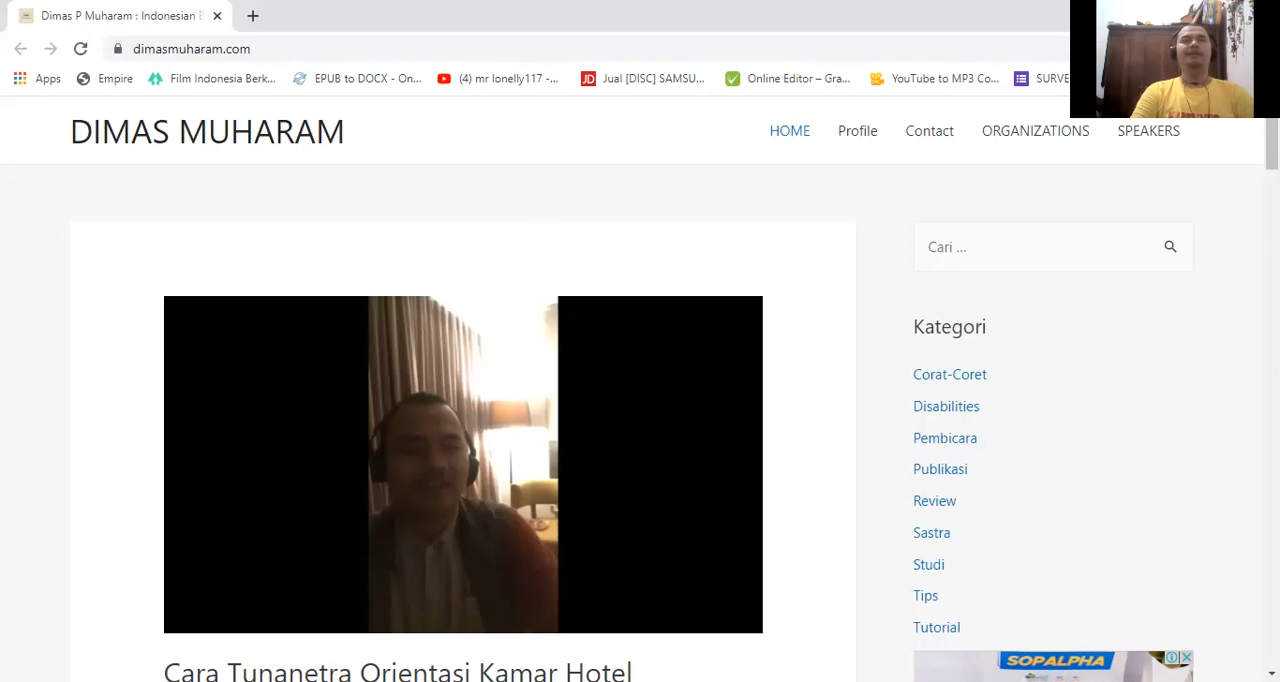 Dimas P Muharam : Indonesian
dimasmuharam.com
Apps
Empire
Film Indonesia Berk...
EPUB to DOCX - On...
(4) mr lonelly117 -...
JD
Jual [DISC] SAMSU...
Online Editor – Gra...
YouTube to MP3 Co...
SURVE
DIMAS MUHARAM
HOME
Profile
Contact
ORGANIZATIONS
SPEAKERS
Cari ...
Kategori
Corat-Coret
Disabilities
Pembicara
Publikasi
Review
Sastra
Studi
Tips
Tutorial
SOPALPHA
Cara Tunanetra Orientasi Kamar Hotel